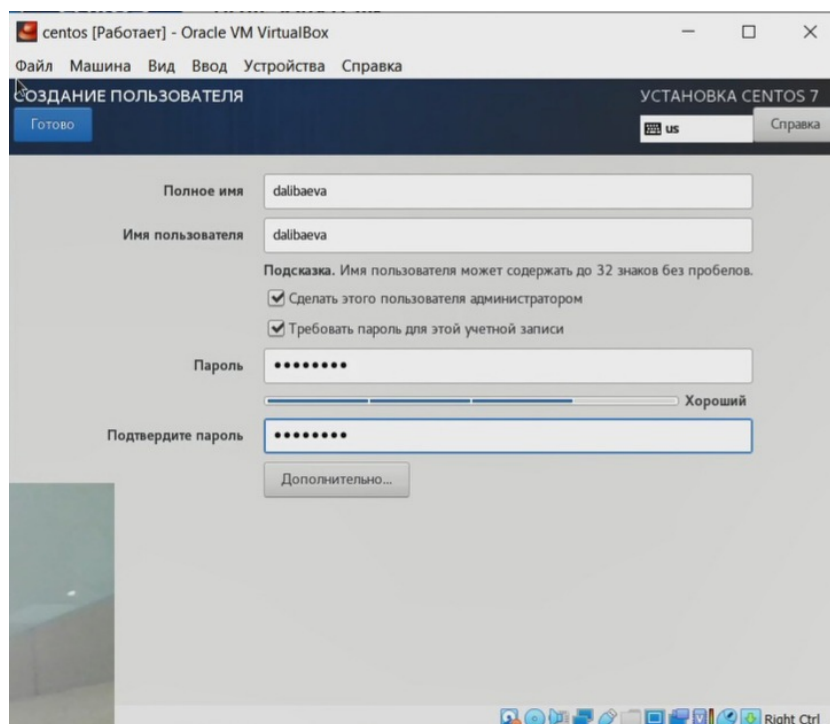 centos [Работает] - Oracle VM VirtualBox
Файл Машина Вид Ввод Устройства Справка
СОЗДАНИЕ ПОЛЬЗОВАТЕЛЯ
УСТАНОВКА CENTOS 7
Готово
us
Справка
Полное имя
dalibaeva
Имя пользователя
dalibaeva
Подсказка. Имя пользователя может содержать до 32 знаков без пробелов.
Сделать этого пользователя администратором
Требовать пароль для этой учетной записи
Пароль
••••••••
Хороший
Подтвердите пароль
••••••••
Дополнительно...
Right Ctrl